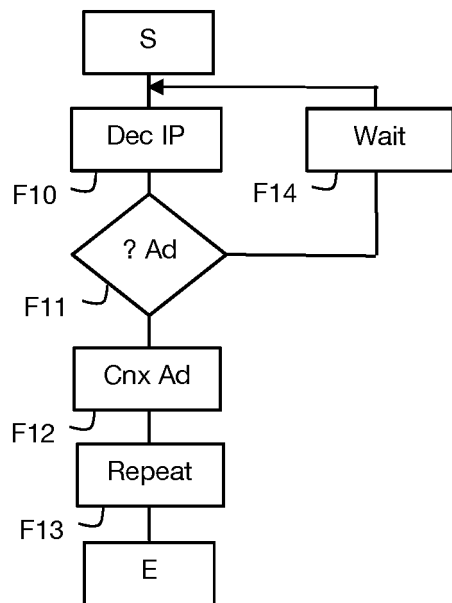 S
Dec IP
Wait
F10
F14
? Ad
F11
Cnx Ad
F12
Repeat
F13
E